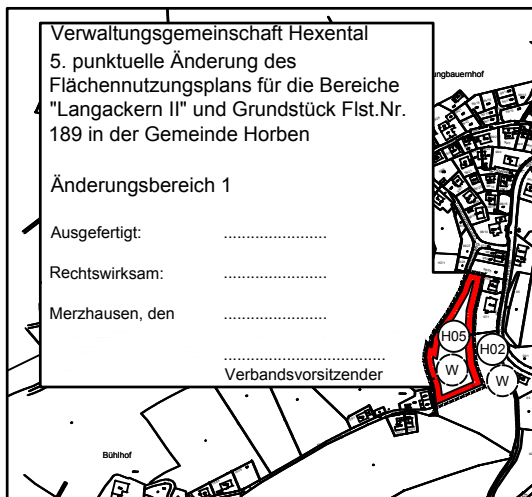 Verwaltungsgemeinschaft Hexental
5. punktuelle Änderung des
Flächennutzungsplans für die Bereiche
"Langackern II" und Grundstück Flst.Nr.
189 in der Gemeinde Horben
Änderungsbereich 1
Ausgefertigt: ......................
Rechtswirksam: ......................
Merzhausen, den ......................
..................................
Verbandsvorsitzender
ungbauernhof
H05
H02
W
W
Bühlhof